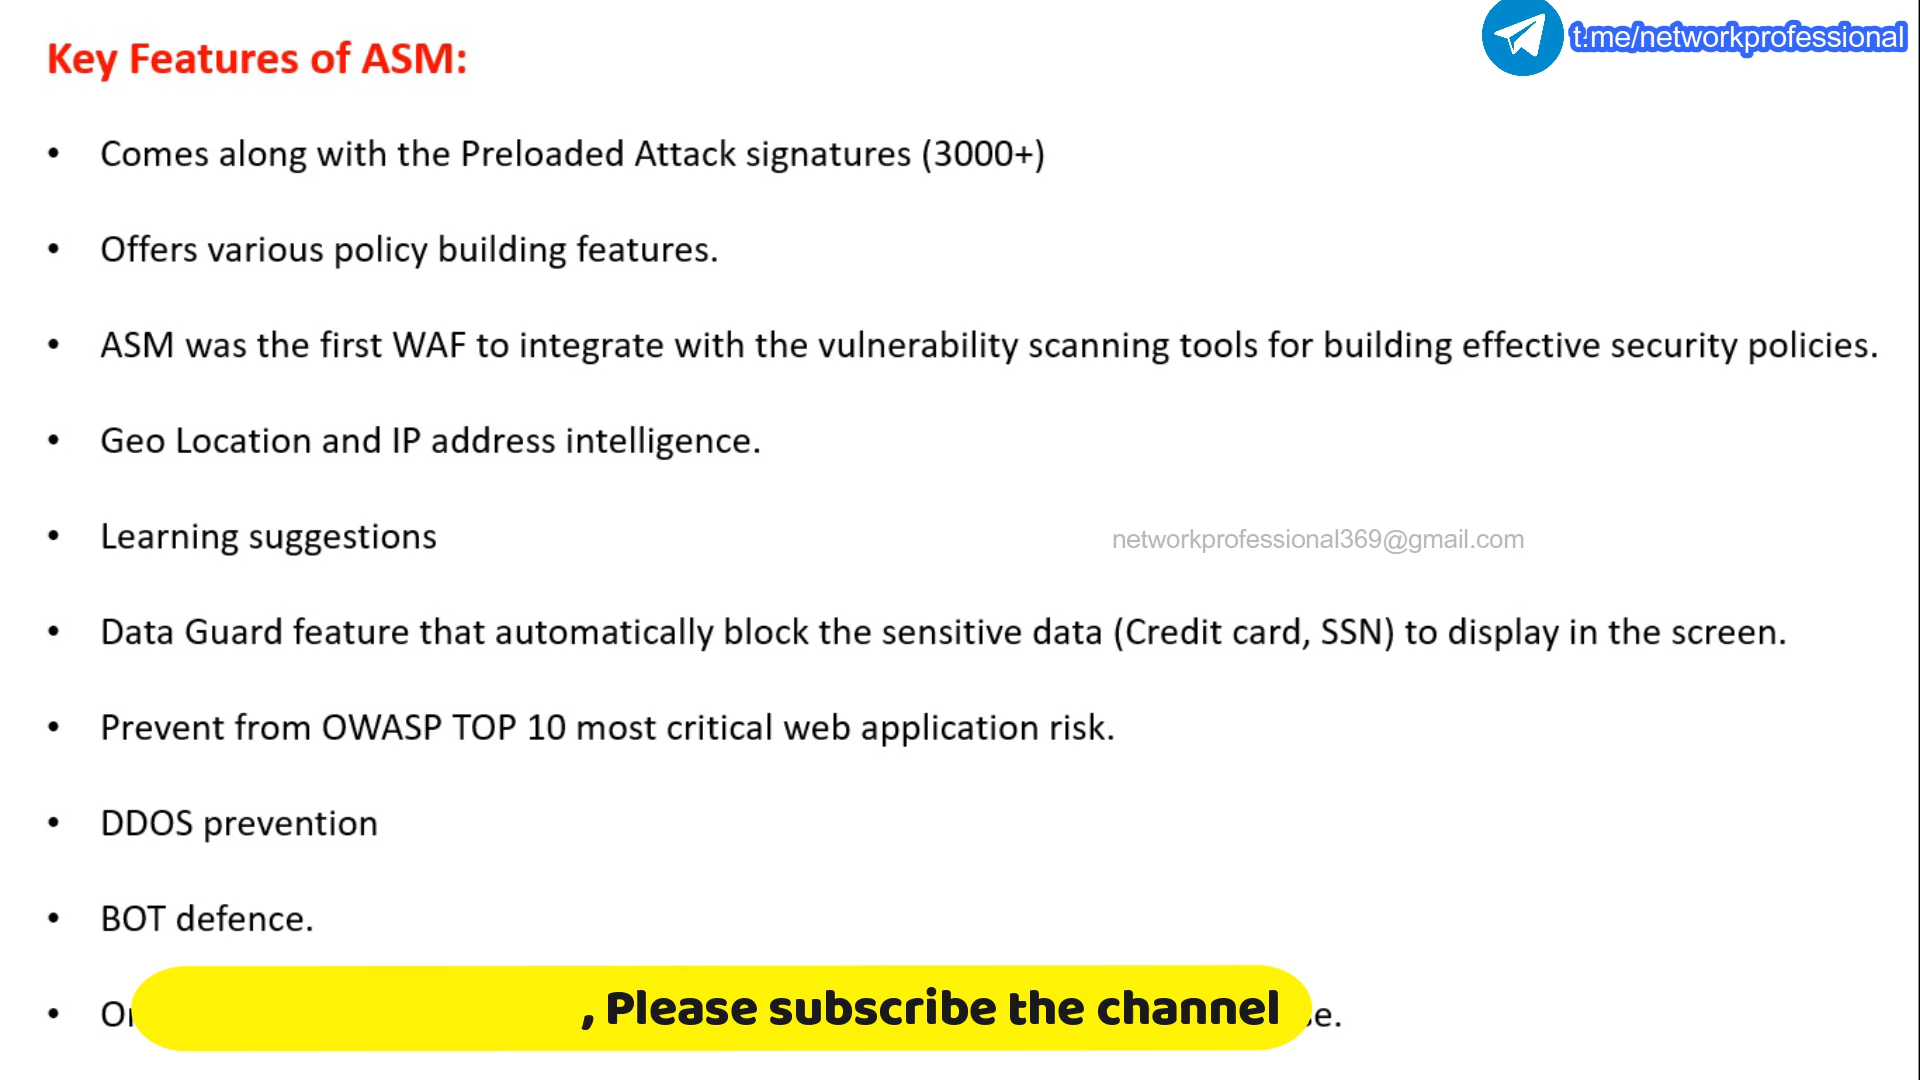 Key Features of ASM:
t.me/networkprofessional
• Comes along with the Preloaded Attack signatures (3000+)
• Offers various policy building features.
• ASM was the first WAF to integrate with the vulnerability scanning tools for building effective security policies.
• Geo Location and IP address intelligence.
• Learning suggestions
networkprofessional369@gmail.com
• Data Guard feature that automatically block the sensitive data (Credit card, SSN) to display in the screen.
• Prevent from OWASP TOP 10 most critical web application risk.
• DDOS prevention
• BOT defence.
•
, Please subscribe the channel